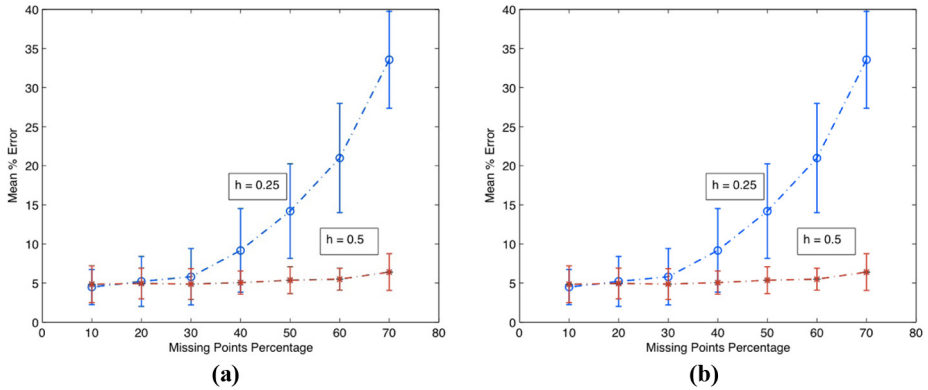 40
35
30
25
20
15
10
5
0
Mean % Error
h = 0.25
h = 0.5
0 10 20 30 40 50 60 70 80
Missing Points Percentage
(a)
40
35
30
25
20
15
10
5
0
Mean % Error
h = 0.25
h = 0.5
0 10 20 30 40 50 60 70 80
Missing Points Percentage
(b)